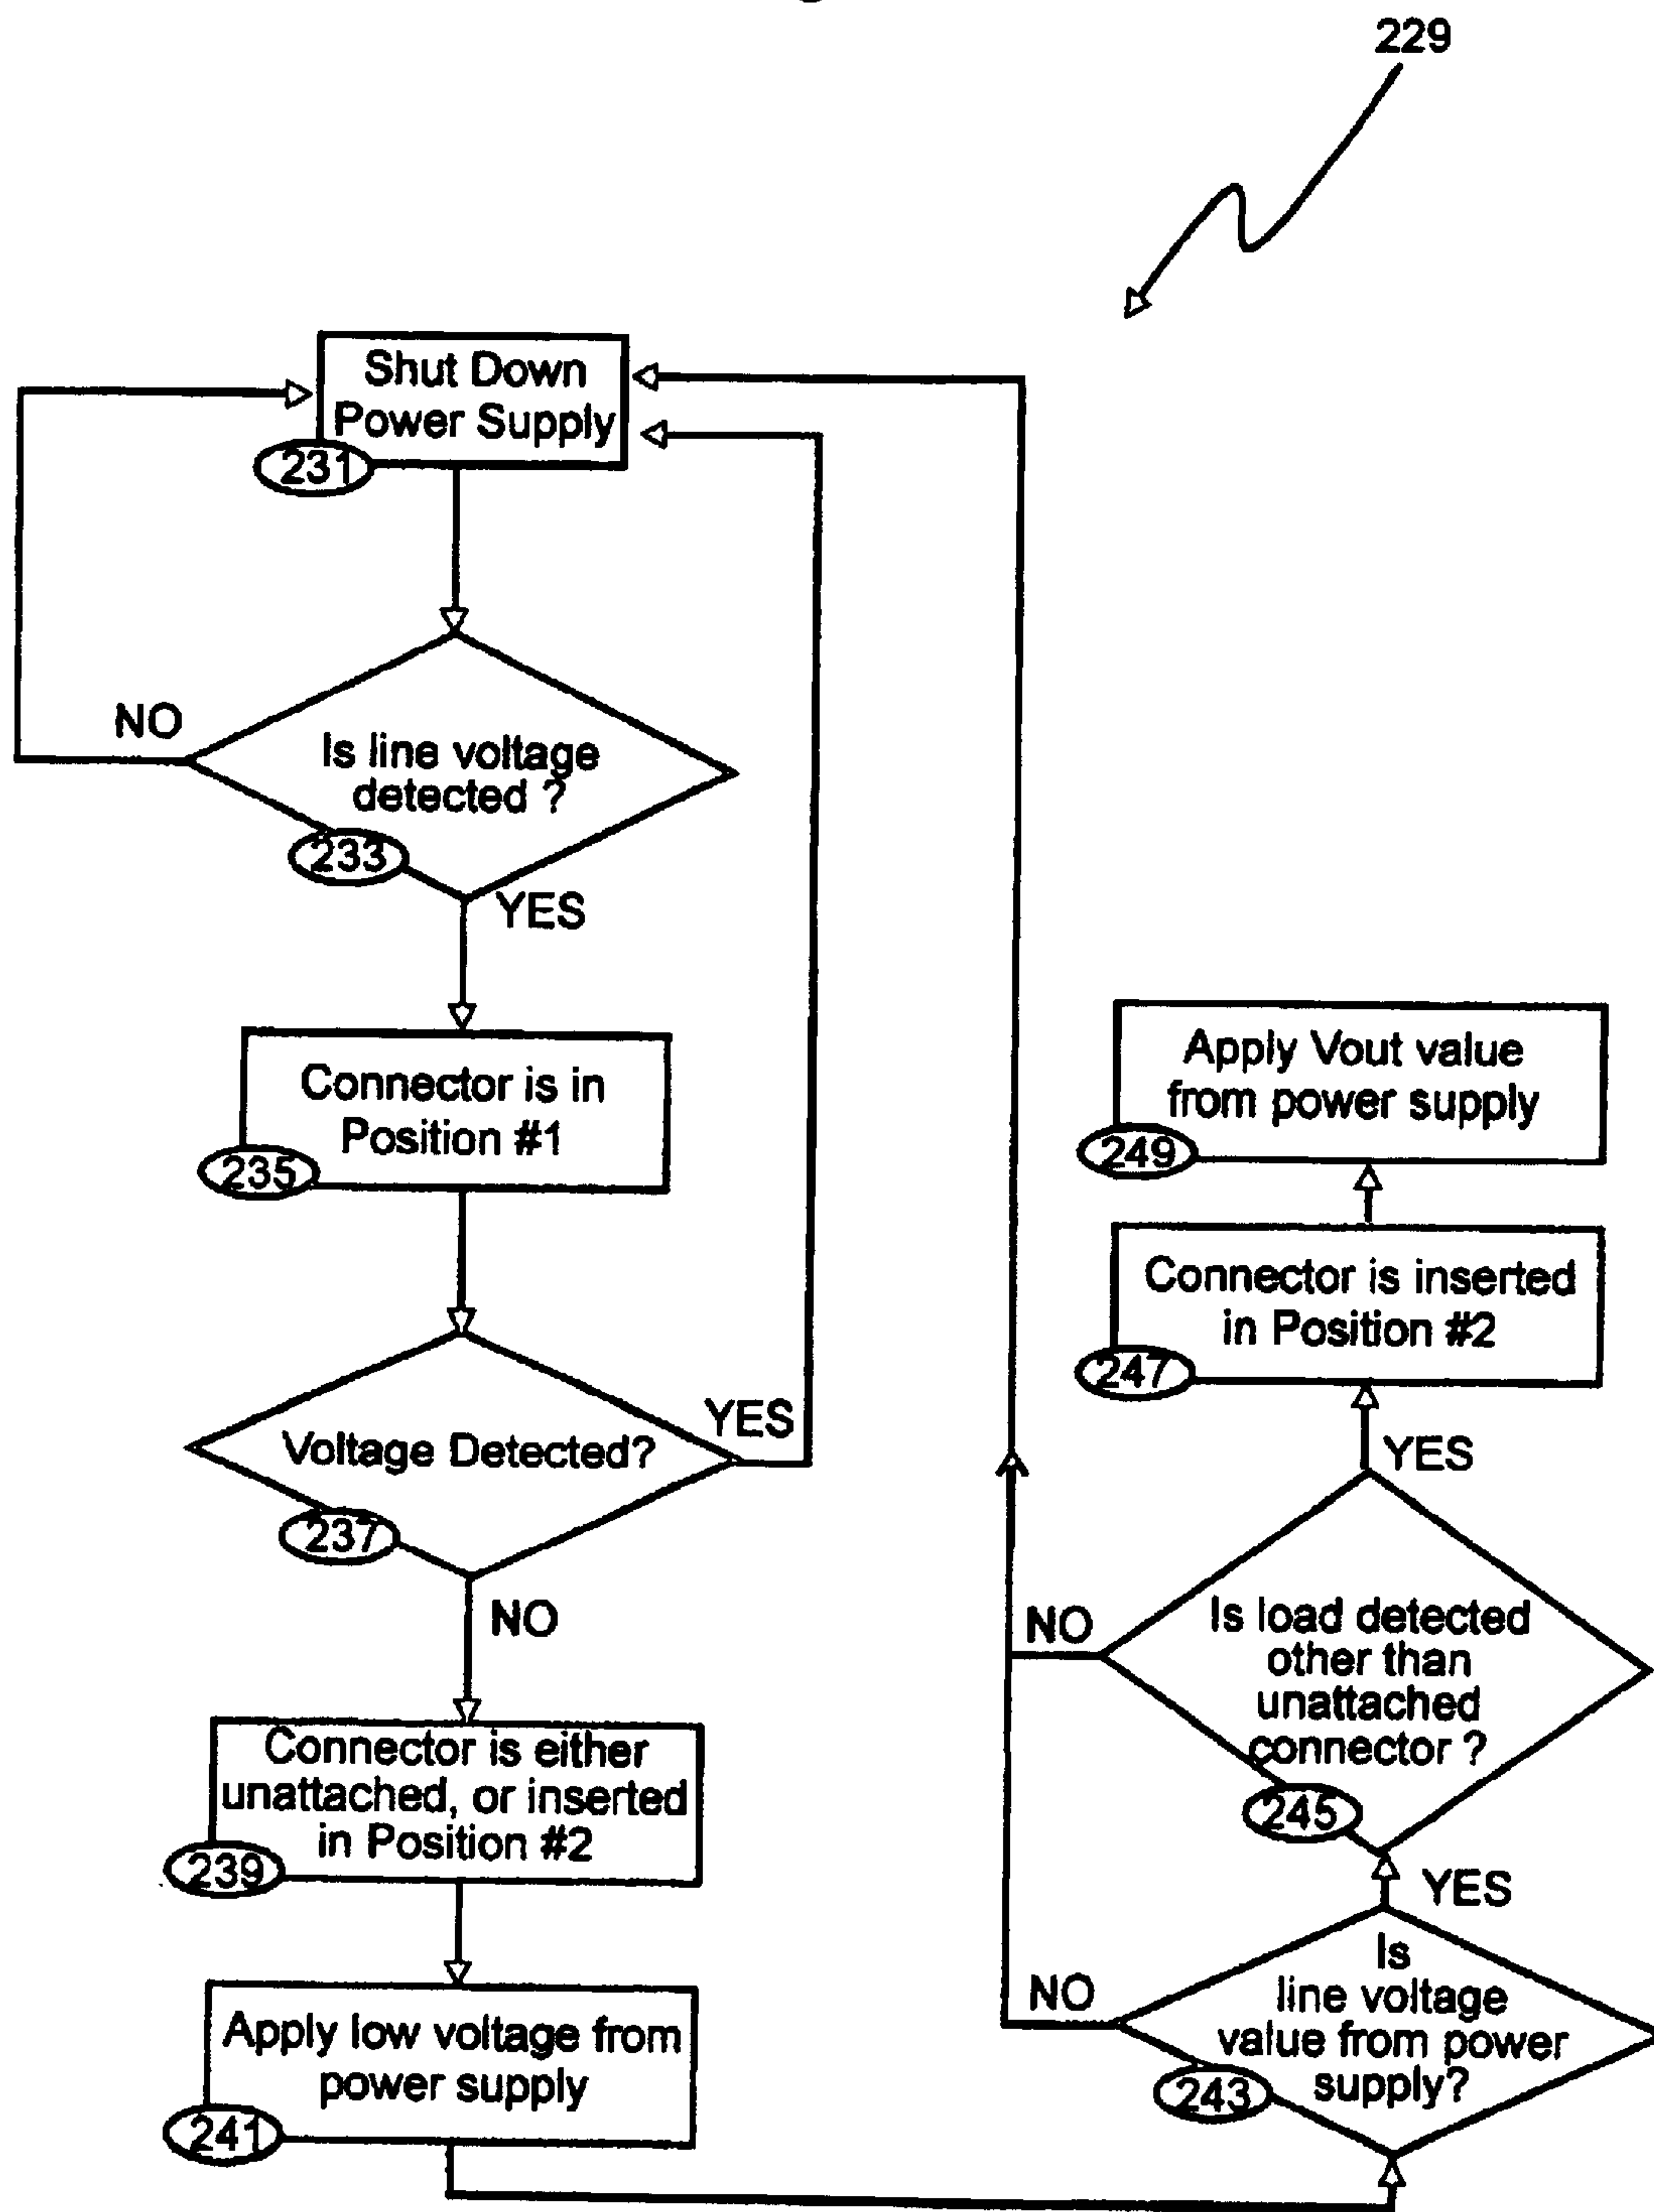 229
Shut Down
Power Supply
231
NO
Is line voltage
detected ?
233
YES
Connector is in
Position #1
235
Voltage Detected?
YES
237
NO
Connector is either
unattached, or inserted
in Position #2
239
Apply low voltage from
power supply
241
Is
line voltage
value from power
supply?
NO
243
YES
Is load detected
other than
unattached
connector ?
NO
245
YES
Connector is inserted
in Position #2
247
Apply Vout value
from power supply
249